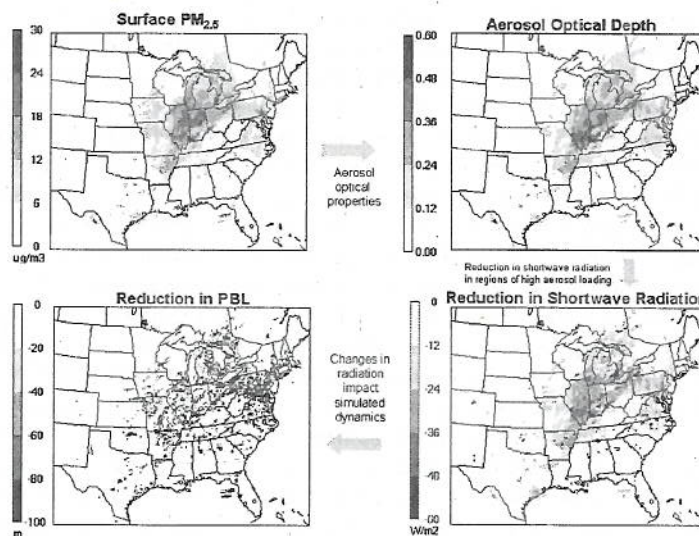 Surface PM2.5
30
24
18
12
6
0
ug/m3
Aerosol
optical
properties
Aerosol Optical Depth
0.60
0.48
0.36
0.24
0.12
0.00
Reduction in shortwave radiation
in regions of high aerosol loading
Reduction in Shortwave Radiation
0
-12
-24
-36
-60
W/m2
Changes in
radiation
impact
simulated
dynamics
Reduction in PBL
0
-20
-40
-60
-80
-100
m